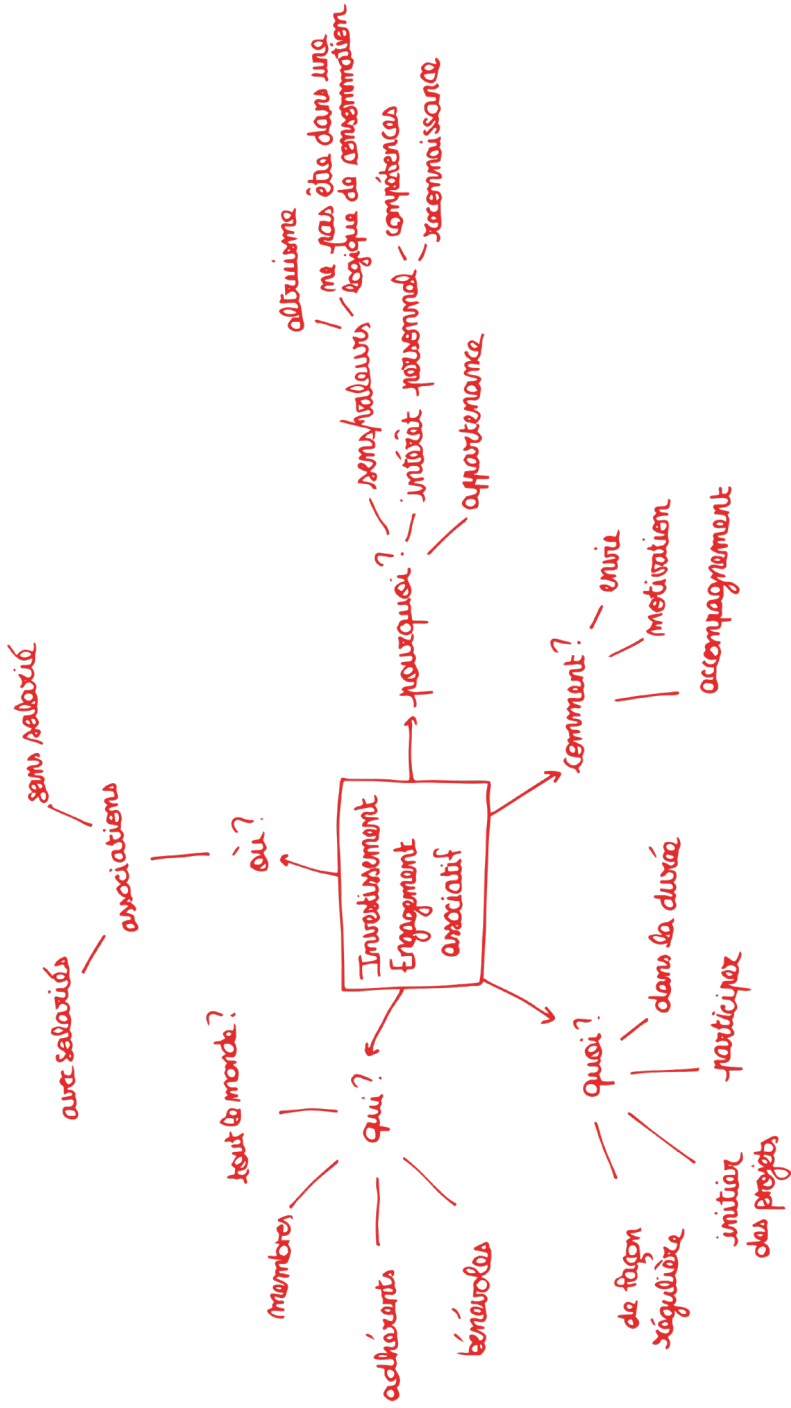 Investissement
Engagement
associatif
où?
associations
avec salariés
sans salarié
pourquoi?
sens/valeurs
altruisme
ne pas être dans une
logique de consommation
intérêt personnel
compétences
reconnaissance
appartenance
comment?
envie
motivation
accompagnement
quoi?
dans la durée
participer
initier
des projets
de façon
régulière
qui?
tout le monde?
membres
adhérents
bénévoles